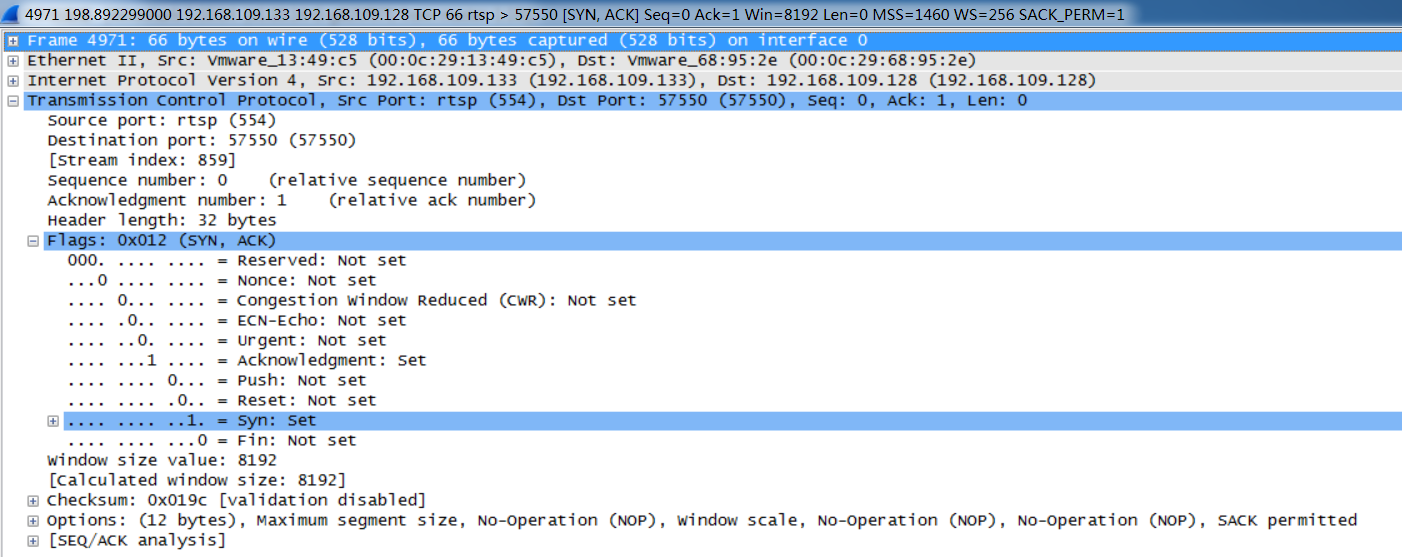 4971 198.892299000 192.168.109.133 192.168.109.128 TCP 66 rtsp > 57550 [SYN, ACK] Seq=0 Ack=1 Win=8192 Len=0 MSS=1460 WS=256 SACK_PERM=1
Frame 4971: 66 bytes on wire (528 bits), 66 bytes captured (528 bits) on interface 0
Ethernet II, Src: Vmware_13:49:c5 (00:0c:29:13:49:c5), Dst: Vmware_68:95:2e (00:0c:29:68:95:2e)
Internet Protocol Version 4, Src: 192.168.109.133 (192.168.109.133), Dst: 192.168.109.128 (192.168.109.128)
Transmission Control Protocol, Src Port: rtsp (554), Dst Port: 57550 (57550), Seq: 0, Ack: 1, Len: 0
Source port: rtsp (554)
Destination port: 57550 (57550)
[Stream index: 859]
Sequence number: 0    (relative sequence number)
Acknowledgment number: 1    (relative ack number)
Header length: 32 bytes
Flags: 0x012 (SYN, ACK)
000. .... .... = Reserved: Not set
...0 .... .... = Nonce: Not set
.... 0... .... = Congestion Window Reduced (CWR): Not set
.... .0.. .... = ECN-Echo: Not set
.... ..0. .... = Urgent: Not set
.... ...1 .... = Acknowledgment: Set
.... .... 0... = Push: Not set
.... .... .0.. = Reset: Not set
.... .... ..1. = Syn: Set
.... .... ...0 = Fin: Not set
Window size value: 8192
[Calculated window size: 8192]
Checksum: 0x019c [validation disabled]
Options: (12 bytes), Maximum segment size, No-Operation (NOP), Window scale, No-Operation (NOP), No-Operation (NOP), SACK permitted
[SEQ/ACK analysis]